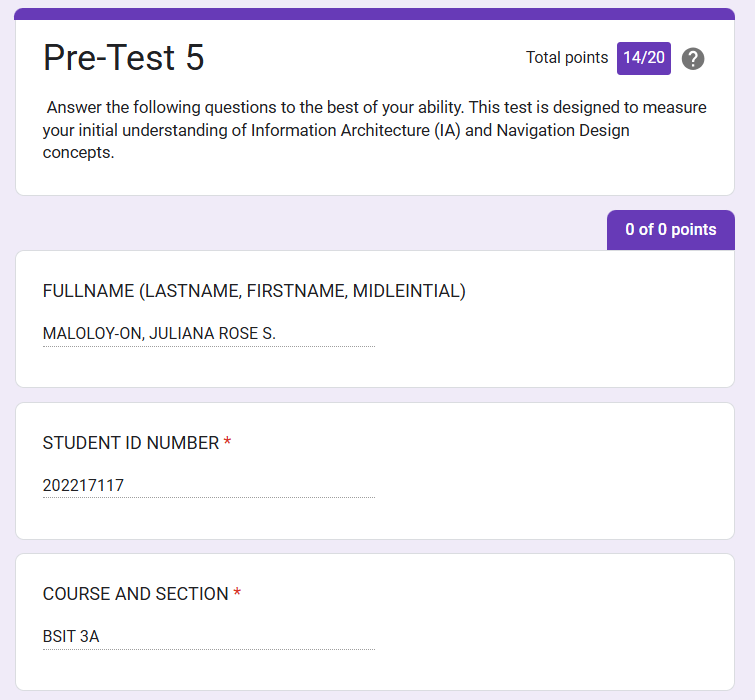 Pre-Test 5
Total points 14/20
?
Answer the following questions to the best of your ability. This test is designed to measure
your initial understanding of Information Architecture (IA) and Navigation Design
concepts.
0 of 0 points
FULLNAME (LASTNAME, FIRSTNAME, MIDLEINTIAL)
MALOLOY-ON, JULIANA ROSE S.
STUDENT ID NUMBER *
202217117
COURSE AND SECTION *
BSIT 3A